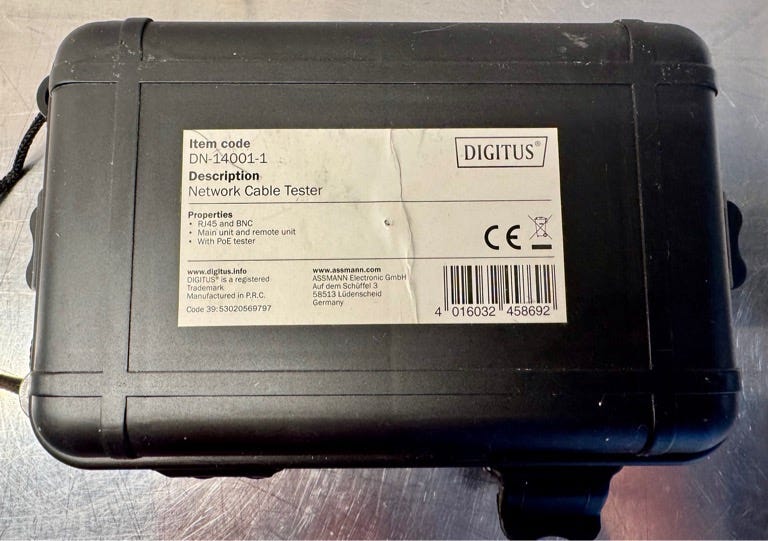 Item code
DN-14001-1
DIGITUS®
Description
Network Cable Tester
Properties
• RJ45 and BNC
• Main unit and remote unit
• With PoE tester
CE
www.digitus.info
DIGITUS® is a registered
Trademark
Manufactured in P.R.C.
Code 39:53020569797
www.assmann.com
ASSMANN Electronic GmbH
Auf dem Schüffel 3
58513 Lüdenscheid
Germany
4 016032 458692